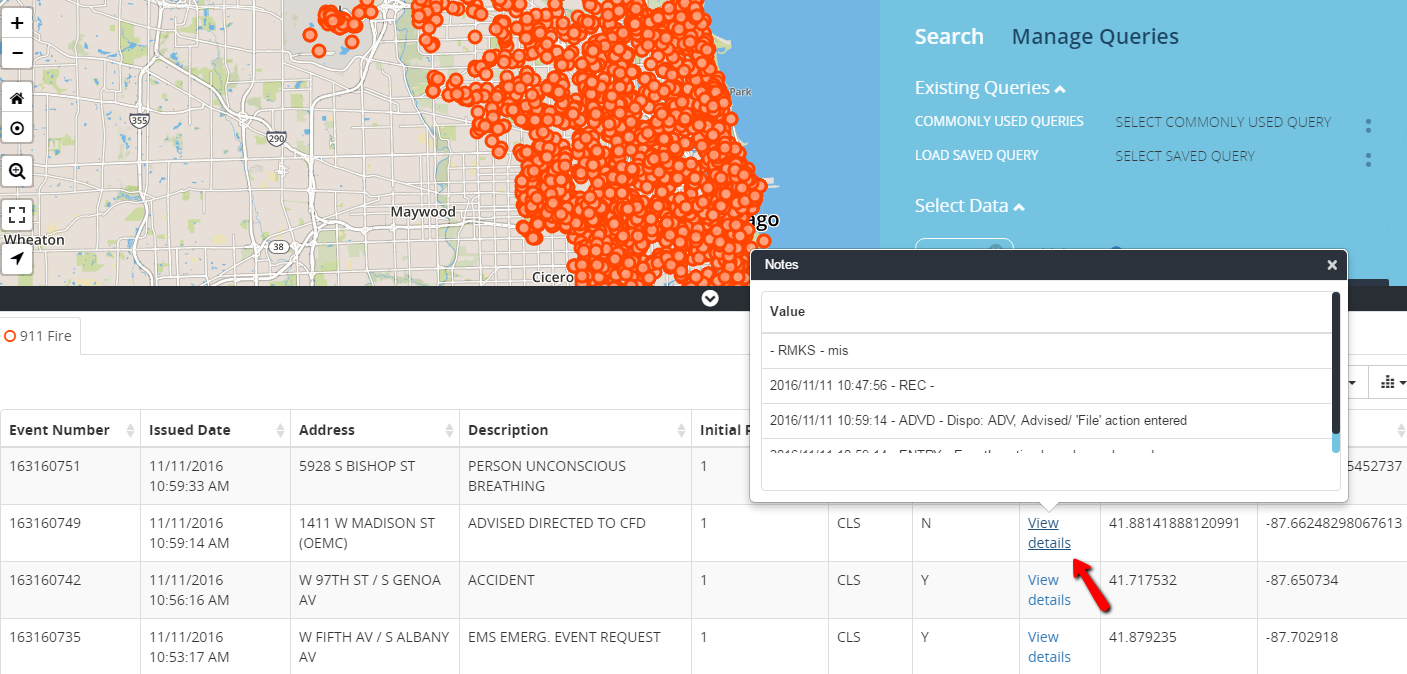 +
−
355
290
Maywood
Wheaton
38
Cicero
Park
ago
Search Manage Queries
Existing Queries
COMMONLY USED QUERIES SELECT COMMONLY USED QUERY
LOAD SAVED QUERY SELECT SAVED QUERY
Select Data
Notes ×
Value
- RMKS - mis
2016/11/11 10:47:56 - REC -
2016/11/11 10:59:14 - ADVD - Dispo: ADV, Advised/ 'File' action entered
2016/11/11 10:59:14 - ENTRY
911 Fire
Event Number Issued Date Address Description Initial
163160751 11/11/2016 5928 S BISHOP ST PERSON UNCONSCIOUS 1 5452737
10:59:33 AM BREATHING
163160749 11/11/2016 1411 W MADISON ST ADVISED DIRECTED TO CFD 1 CLS N View 41.88141888120991 -87.66248298067613
10:59:14 AM (OEMC) details
163160742 11/11/2016 W 97TH ST / S GENOA ACCIDENT 1 CLS Y View 41.717532 -87.650734
10:56:16 AM AV details
163160735 11/11/2016 W FIFTH AV / S ALBANY EMS EMERG. EVENT REQUEST 1 CLS Y View 41.879235 -87.702918
10:53:17 AM AV details